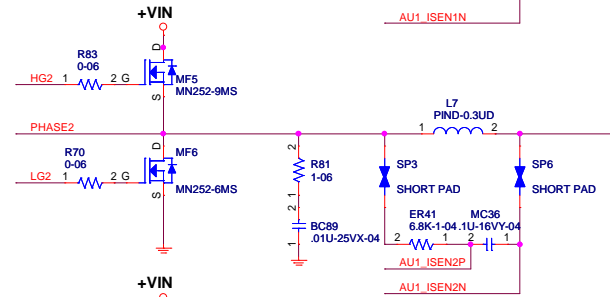 +VIN
AU1_ISEN1N
R83
0-06
D
HG2
1
2
G
MF5
MN252-9MS
S
L7
PIND-0.3UD
PHASE2
1
2
D
R70
0-06
MF6
LG2
1
2
G
MN252-6MS
S
2
R81
1-06
1
SP3
SHORT PAD
SP6
SHORT PAD
2
BC89
.01U-25VX-04
1
ER41
6.8K-1-04
MC36
.1U-16VY-04
2
1
2
1
AU1_ISEN2P
+VIN
AU1_ISEN2N